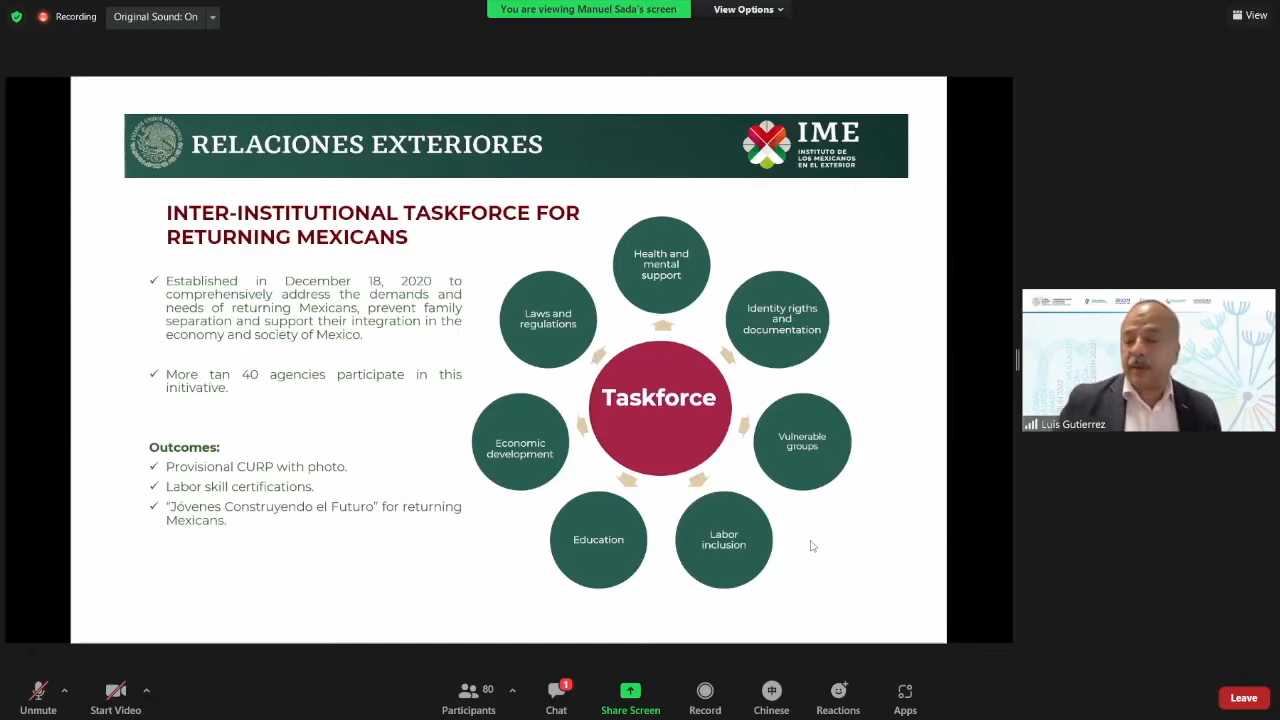 Recording
Original Sound: On
You are viewing Manuel Sada's screen
View Options
View
RELACIONES EXTERIORES
IME
INSTITUTO DE
LOS MEXICANOS
EN EL EXTERIOR
INTER-INSTITUTIONAL TASKFORCE FOR
RETURNING MEXICANS
Established in December 18, 2020 to
comprehensively address the demands and
needs of returning Mexicans, prevent family
separation and support their integration in the
economy and society of Mexico.
More tan 40 agencies participate in this
initivative.
Outcomes:
Provisional CURP with photo.
Labor skill certifications.
“Jóvenes Construyendo el Futuro” for returning
Mexicans.
Health and
mental
support
Laws and
regulations
Identity rigths
and
documentation
Taskforce
Economic
development
Vulnerable
groups
Education
Labor
inclusion
Luis Gutierrez
Unmute
Start Video
80
Participants
1
Chat
Share Screen
Record
中
Chinese
Reactions
Apps
Leave